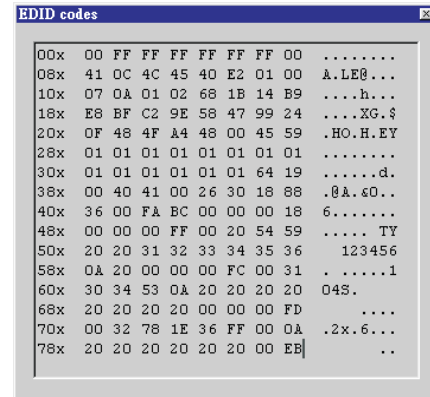 EDID codes
00x 00 FF FF FF FF FF FF 00 ........
08x 41 0C 4C 45 40 E2 01 00 A.LE@...
10x 07 0A 01 02 68 1B 14 B9 ....h...
18x E8 BF C2 9E 58 47 99 24 ....XG.$
20x 0F 48 4F A4 48 00 45 59 .HO.H.EY
28x 01 01 01 01 01 01 01 01 ........
30x 01 01 01 01 01 01 64 19 ......d.
38x 00 40 41 00 26 30 18 88 .@A.&0..
40x 36 00 FA BC 00 00 00 18 6.......
48x 00 00 00 FF 00 20 54 59 ..... TY
50x 20 20 31 32 33 34 35 36   123456
58x 0A 20 00 00 00 FC 00 31 . .....1
60x 30 34 53 0A 20 20 20 20 04S.
68x 20 20 20 20 00 00 00 FD     ....
70x 00 32 78 1E 36 FF 00 0A .2x.6...
78x 20 20 20 20 20 20 00 EB       ..